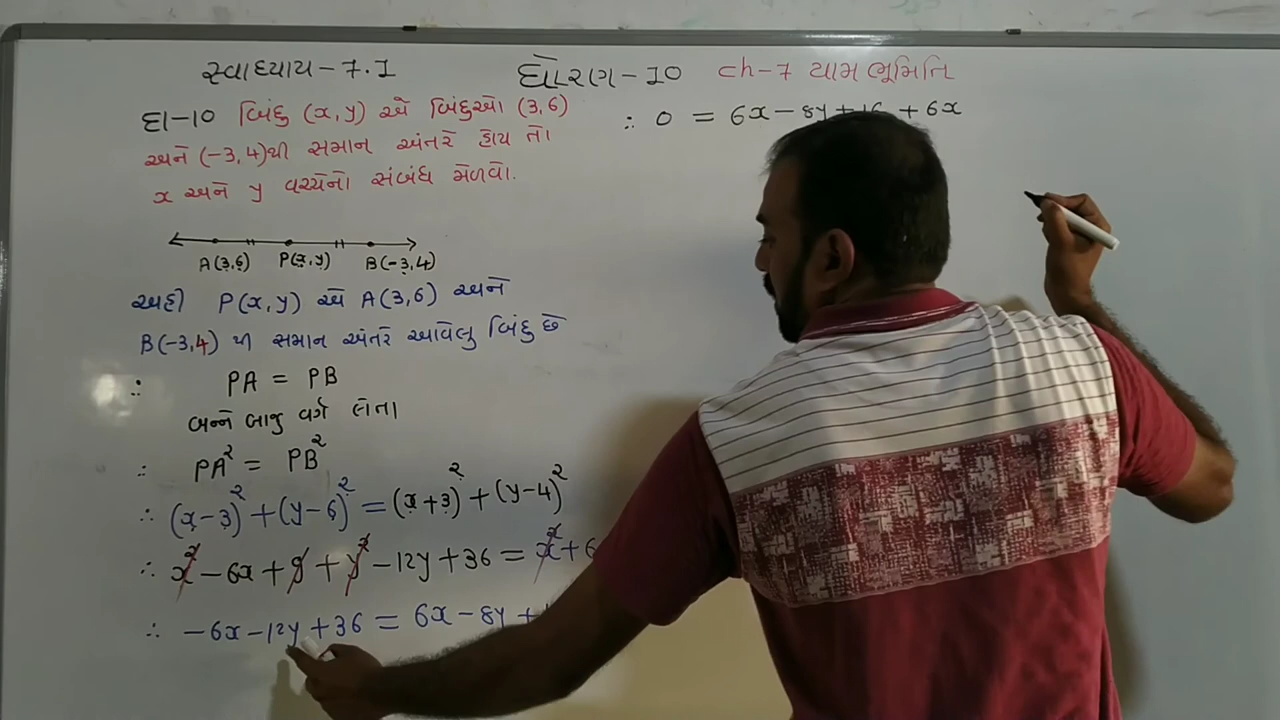 સ્વાધ્યાય-7.1 ધોરણ-10 ch-7 યામ ભૂમિતિ
દા-10 બિંદુ (x,y) એ બિંદુઓ (3,6)
અને (-3,4)થી સમાન અંતરે હોય તો
x અને y વચ્ચેનો સંબંધ મેળવો.
A(3,6) P(x,y) B(-3,4)
અહીં P(x,y) એ A(3,6) અને
B(-3,4) થી સમાન અંતરે આવેલુ બિંદુ છે
∴ PA = PB
બન્ને બાજુ વર્ગ લેતા
∴ PA² = PB²
∴ (x-3)² + (y-6)² = (x+3)² + (y-4)²
∴ x² - 6x + 9 + y² - 12y + 36 = x² + 6
∴ -6x - 12y + 36 = 6x - 8y +
∴ 0 = 6x - 8y + 16 + 6x